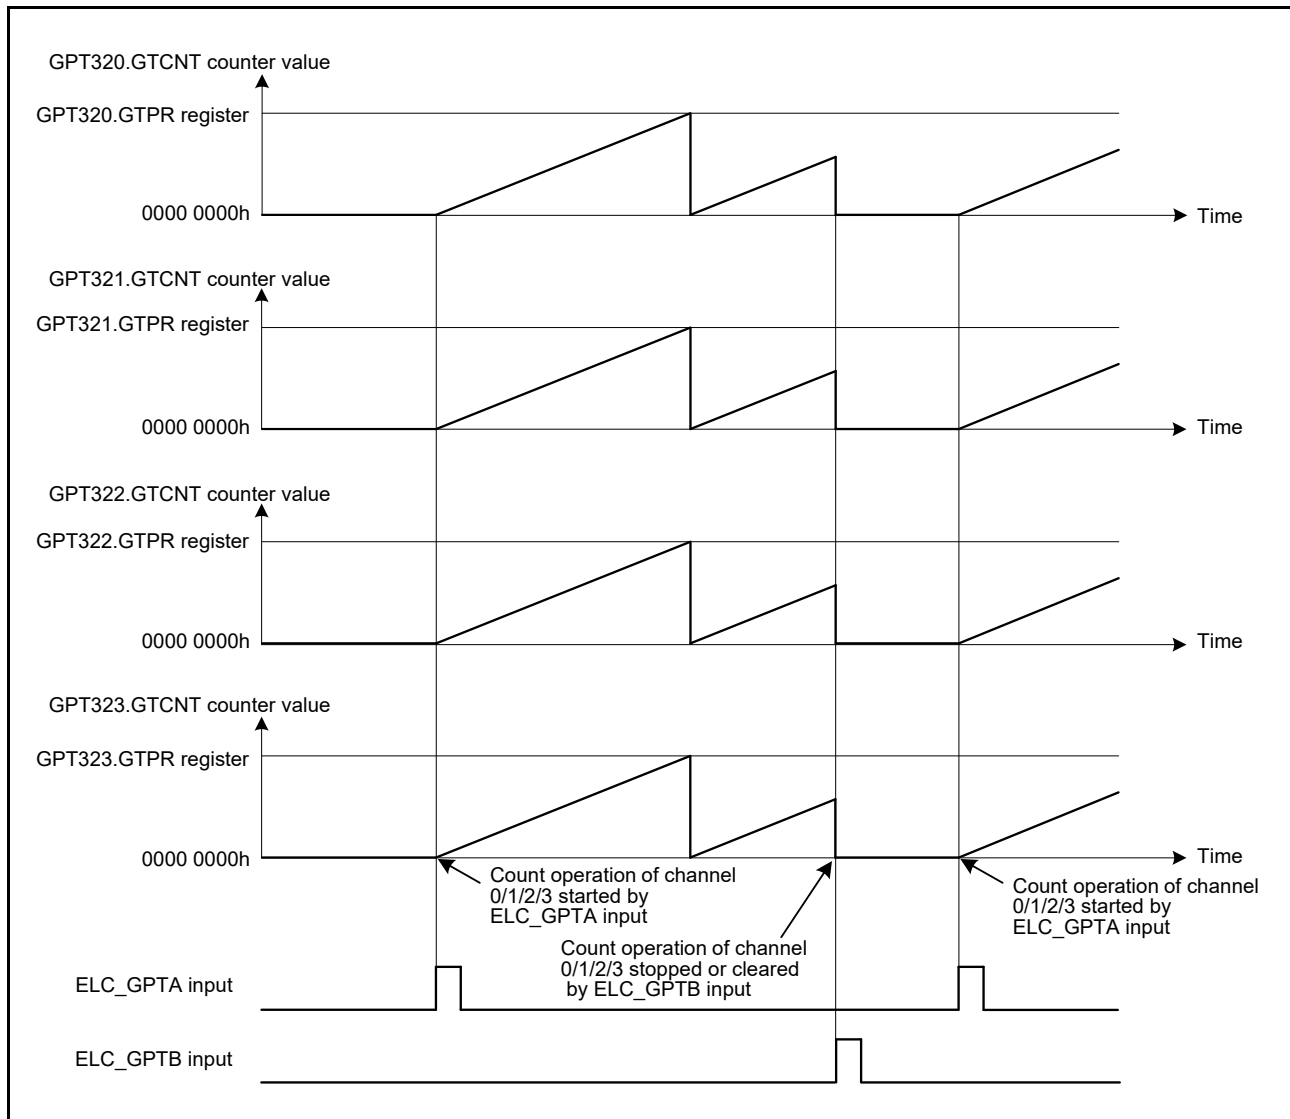 GPT320.GTCNT counter value
GPT320.GTPR register
0000 0000h
Time
GPT321.GTCNT counter value
GPT321.GTPR register
0000 0000h
Time
GPT322.GTCNT counter value
GPT322.GTPR register
0000 0000h
Time
GPT323.GTCNT counter value
GPT323.GTPR register
0000 0000h
Time
Count operation of channel
0/1/2/3 started by
ELC_GPTA input
Count operation of channel
0/1/2/3 stopped or cleared
by ELC_GPTB input
Count operation of channel
0/1/2/3 started by
ELC_GPTA input
ELC_GPTA input
ELC_GPTB input